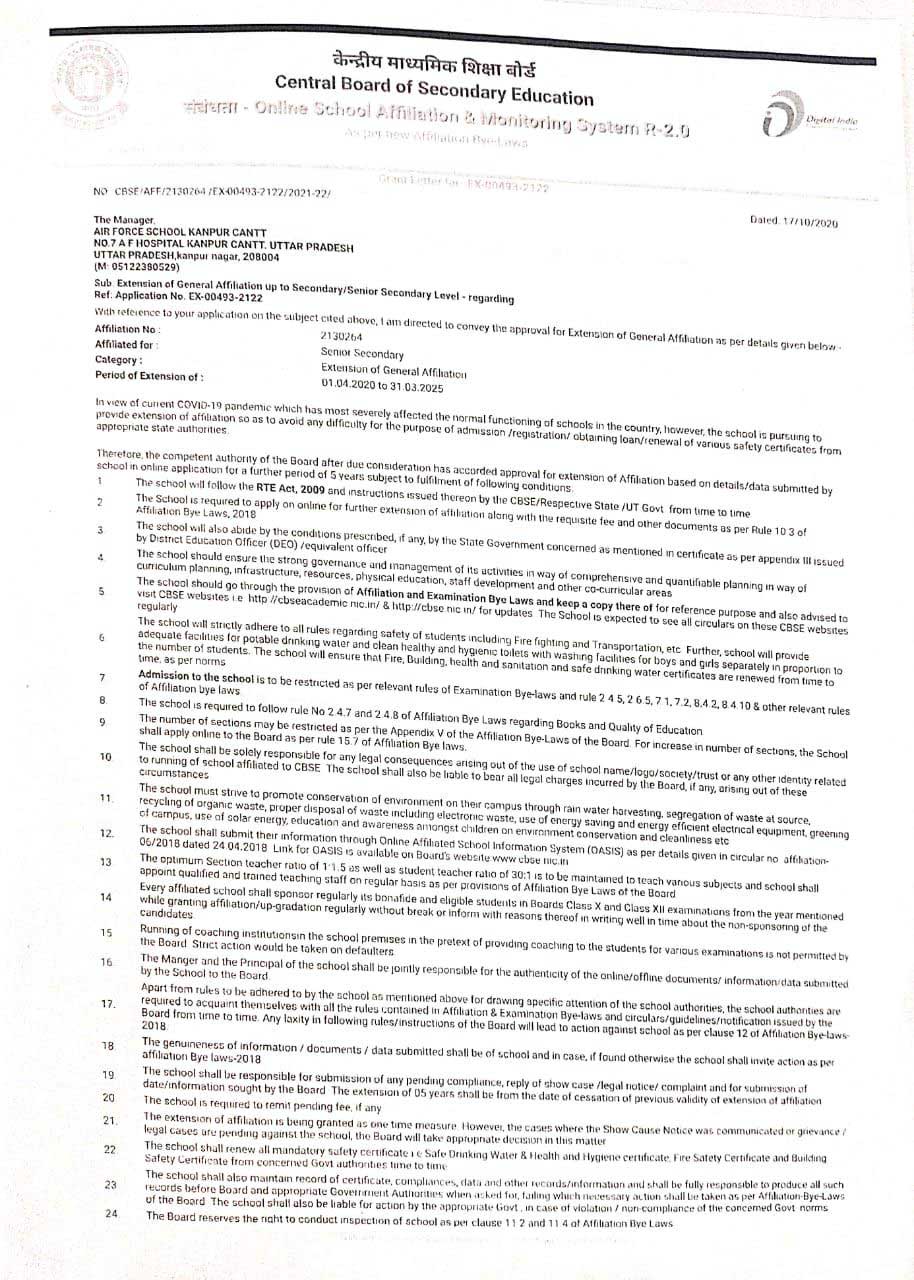 केन्द्रीय माध्यमिक शिक्षा बोर्ड
Central Board of Secondary Education
संबंधता - Online School Affiliation & Monitoring System R-2.0
As per new Affiliation Bye-Laws
Digital India
Grant Letter for - EX-00493-2122
NO. CBSE/AFF/2130264 /EX-00493-2122/2021-22/
Dated. 17/10/2020
The Manager,
AIR FORCE SCHOOL KANPUR CANTT
NO.7 A F HOSPITAL KANPUR CANTT. UTTAR PRADESH
UTTAR PRADESH,kanpur nagar, 208004
(M: 05122380529)
Sub. Extension of General Affiliation up to Secondary/Senior Secondary Level - regarding
Ref: Application No. EX-00493-2122
With reference to your application on the subject cited above, I am directed to convey the approval for Extension of General Affiliation as per details given below:-
Affiliation No : 2130264
Affiliated for : Senior Secondary
Category : Extension of General Affiliation
Period of Extension of : 01.04.2020 to 31.03.2025
In view of current COVID-19 pandemic which has most severely affected the normal functioning of schools in the country, however, the school is pursuing to
provide extension of affiliation so as to avoid any difficulty for the purpose of admission /registration/ obtaining loan/renewal of various safety certificates from
appropriate state authorities.
Therefore, the competent authority of the Board after due consideration has accorded approval for extension of Affiliation based on details/data submitted by
school in online application for a further period of 5 years subject to fulfilment of following conditions.
1 The school will follow the RTE Act, 2009 and instructions issued thereon by the CBSE/Respective State /UT Govt. from time to time
2 The School is required to apply on online for further extension of affiliation along with the requisite fee and other documents as per Rule 10.3 of
Affiliation Bye Laws, 2018
3 The school will also abide by the conditions prescribed, if any, by the State Government concerned as mentioned in certificate as per appendix III issued
by District Education Officer (DEO) /equivalent officer
4. The school should ensure the strong governance and management of its activities in way of comprehensive and quantifiable planning in way of
curriculum planning, infrastructure, resources, physical education, staff development and other co-curricular areas
5. The school should go through the provision of Affiliation and Examination Bye Laws and keep a copy there of for reference purpose and also advised to
visit CBSE websites i.e http://cbseacademic.nic.in/ & http://cbse.nic.in/ for updates. The School is expected to see all circulars on these CBSE websites
regularly
6. The school will strictly adhere to all rules regarding safety of students including Fire fighting and Transportation, etc. Further, school will provide
adequate facilities for potable drinking water and clean healthy and hygienic toilets with washing facilities for boys and girls separately in proportion to
the number of students. The school will ensure that Fire, Building, health and sanitation and safe drinking water certificates are renewed from time to
time, as per norms
7 Admission to the school is to be restricted as per relevant rules of Examination Bye-laws and rule 2.4.5, 2.6.5, 7.1, 7.2, 8.4.2, 8.4.10 & other relevant rules
of Affiliation bye laws
8. The school is required to follow rule No 2.4.7 and 2.4.8 of Affiliation Bye Laws regarding Books and Quality of Education
9 The number of sections may be restricted as per the Appendix V of the Affiliation Bye-Laws of the Board. For increase in number of sections, the School
shall apply online to the Board as per rule 15.7 of Affiliation Bye laws.
10. The school shall be solely responsible for any legal consequences arising out of the use of school name/logo/society/trust or any other identity related
to running of school affiliated to CBSE. The school shall also be liable to bear all legal charges incurred by the Board, if any, arising out of these
circumstances
11. The school must strive to promote conservation of environment on their campus through rain water harvesting, segregation of waste at source,
recycling of organic waste, proper disposal of waste including electronic waste, use of energy saving and energy efficient electrical equipment, greening
of campus, use of solar energy, education and awareness amongst children on environment conservation and cleanliness etc
12. The school shall submit their information through Online Affiliated School Information System (OASIS) as per details given in circular no. affiliation-
06/2018 dated 24.04.2018. Link for OASIS is available on Board's website www.cbse.nic.in
13. The optimum Section teacher ratio of 1:1.5 as well as student teacher ratio of 30:1 is to be maintained to teach various subjects and school shall
appoint qualified and trained teaching staff on regular basis as per provisions of Affiliation Bye Laws of the Board
14 Every affiliated school shall sponsor regularly its bonafide and eligible students in Boards Class X and Class XII examinations from the year mentioned
while granting affiliation/up-gradation regularly without break or inform with reasons thereof in writing well in time about the non-sponsoring of the
candidates
15 Running of coaching institutionsin the school premises in the pretext of providing coaching to the students for various examinations is not permitted by
the Board. Strict action would be taken on defaulters
16. The Manger and the Principal of the school shall be jointly responsible for the authenticity of the online/offline documents/ information/data submitted
by the School to the Board.
17. Apart from rules to be adhered to by the school as mentioned above for drawing specific attention of the school authorities, the school authorities are
required to acquaint themselves with all the rules contained in Affiliation & Examination Bye-laws and circulars/guidelines/notification issued by the
Board from time to time. Any laxity in following rules/instructions of the Board will lead to action against school as per clause 12 of Affiliation Bye-laws-
2018.
18. The genuineness of information / documents / data submitted shall be of school and in case, if found otherwise the school shall invite action as per
affiliation Bye laws-2018
19. The school shall be responsible for submission of any pending compliance, reply of show case /legal notice/ complaint and for submission of
date/information sought by the Board. The extension of 05 years shall be from the date of cessation of previous validity of extension of affiliation
20 The school is required to remit pending fee, if any
21. The extension of affiliation is being granted as one time measure. However, the cases where the Show Cause Notice was communicated or grievance /
legal cases are pending against the school, the Board will take appropriate decision in this matter
22 The school shall renew all mandatory safety certificate i.e Safe Drinking Water & Health and Hygiene certificate, Fire Safety Certificate and Building
Safety Certificate from concerned Govt authorities time to time
23 The school shall also maintain record of certificate, compliances, data and other records/information and shall be fully responsible to produce all such
records before Board and appropriate Government Authorities when asked for, failing which necessary action shall be taken as per Affiliation-Bye-Laws
of the Board. The school shall also be liable for action by the appropriate Govt., in case of violation / non-compliance of the concerned Govt. norms
24. The Board reserves the right to conduct inspection of school as per clause 11.2 and 11.4 of Affiliation Bye Laws